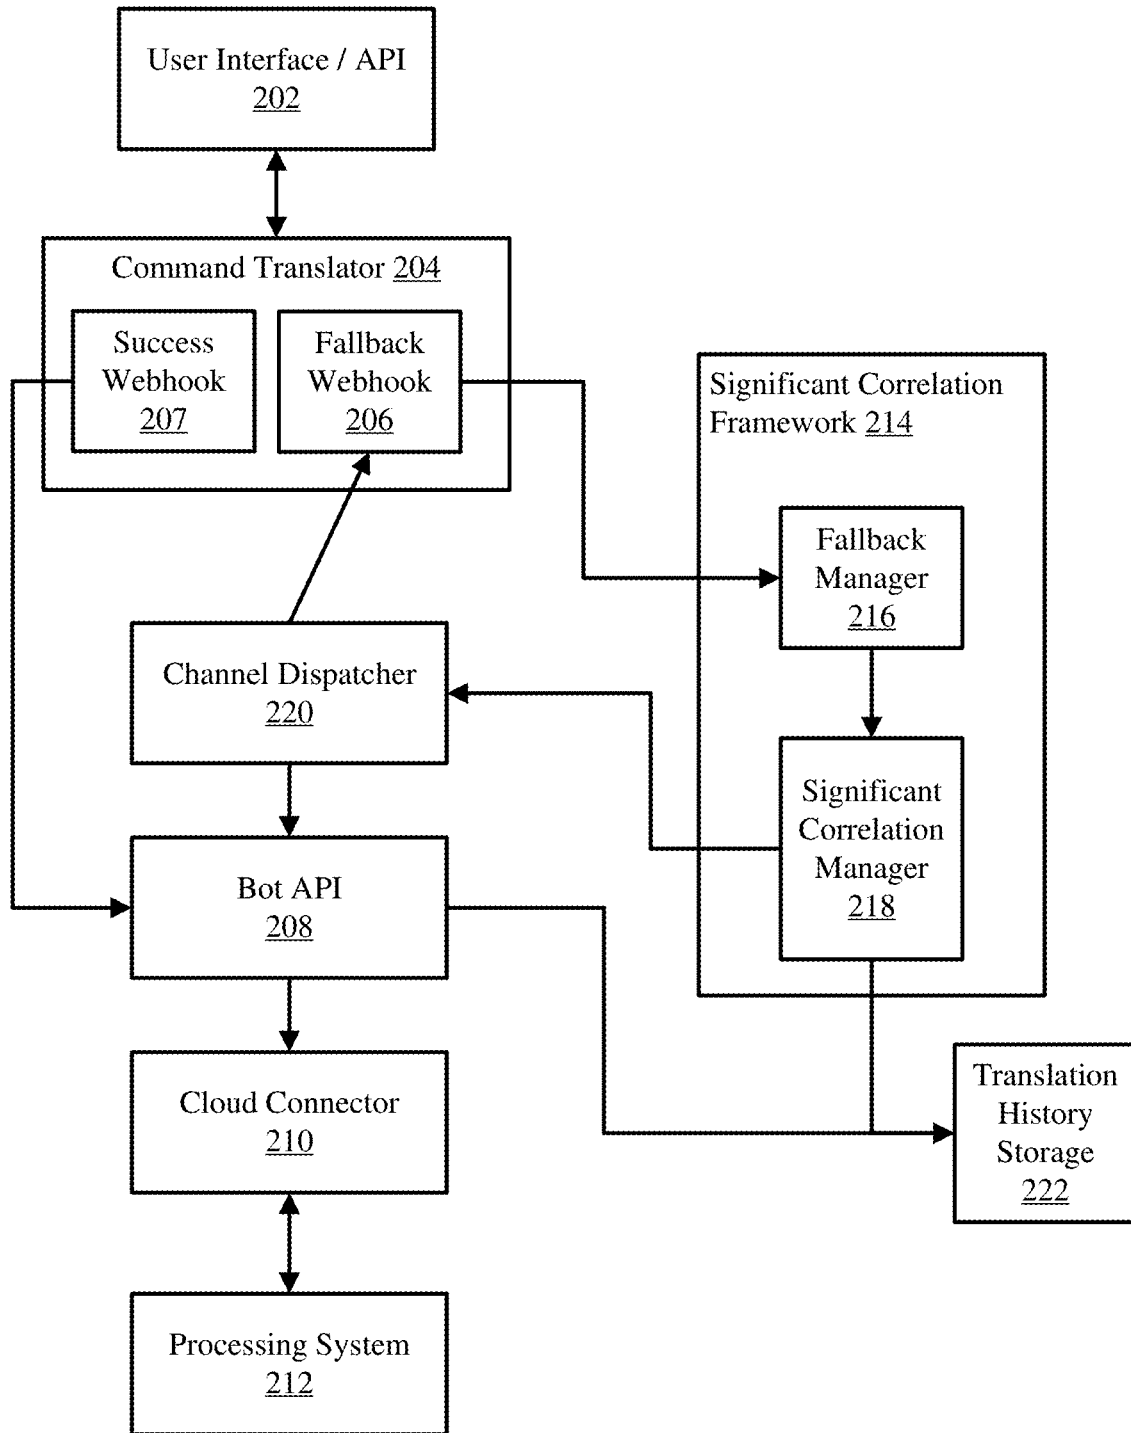 User Interface / API
202
Command Translator 204
Success
Webhook
207
Fallback
Webhook
206
Significant Correlation
Framework 214
Fallback
Manager
216
Channel Dispatcher
220
Significant
Correlation
Manager
218
Bot API
208
Cloud Connector
210
Translation
History
Storage
222
Processing System
212